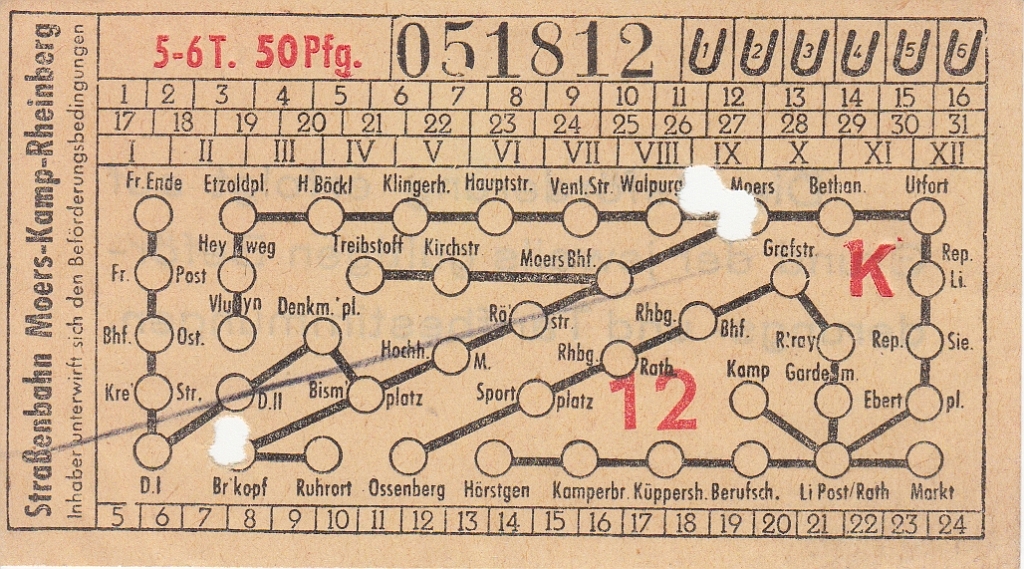 Straßenbahn Moers-Kamp-Rheinberg
Inhaber unterwirft sich den Beförderungsbedingungen
5-6 T. 50 Pfg.
051812
1 2 3 4 5 6
1 2 3 4 5 6 7 8 9 10 11 12 13 14 15 16
17 18 19 20 21 22 23 24 25 26 27 28 29 30 31
I II III IV V VI VII VIII IX X XI XII
Fr. Ende Etzoldpl. H.Böckl Klingerh. Hauptstr. Venl.Str. Walpurg Moers Bethan. Utfort
Hey weg Treibstoff Kirchstr Moers Bhf. Grafstr. K Rep. Li.
Fr. Post
Vluyn Denkm. pl.
Bhf. Ost. Rö str. Rhbg. Bhf. R'ray Rep. Sie.
Hochh. M. Rhbg. Rath
Kre' Str. D.II Bism' platz Sport platz 12 Kamp Gardem. Ebert pl.
D.I Br'kopf Ruhrort Ossenberg Hörstgen Kamperbr. Küppersh. Berufsch. Li Post/Rath Markt
5 6 7 8 9 10 11 12 13 14 15 16 17 18 19 20 21 22 23 24